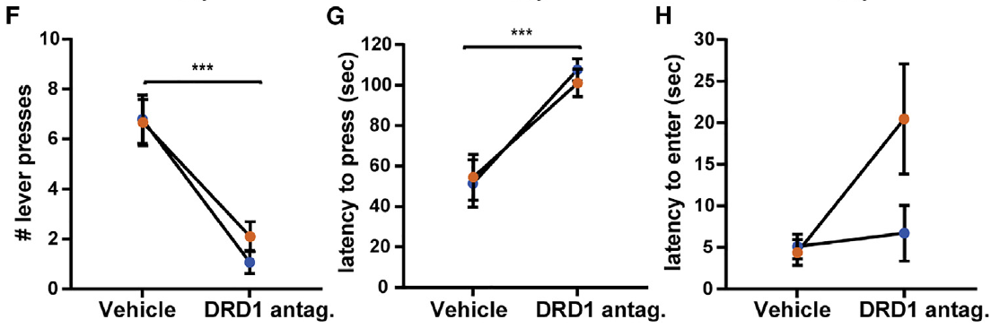 F
# lever presses
10
8
6
4
2
0
***
Vehicle
DRD1 antag.
G
latency to press (sec)
120
100
80
60
40
20
0
***
Vehicle
DRD1 antag.
H
latency to enter (sec)
30
25
20
15
10
5
0
Vehicle
DRD1 antag.